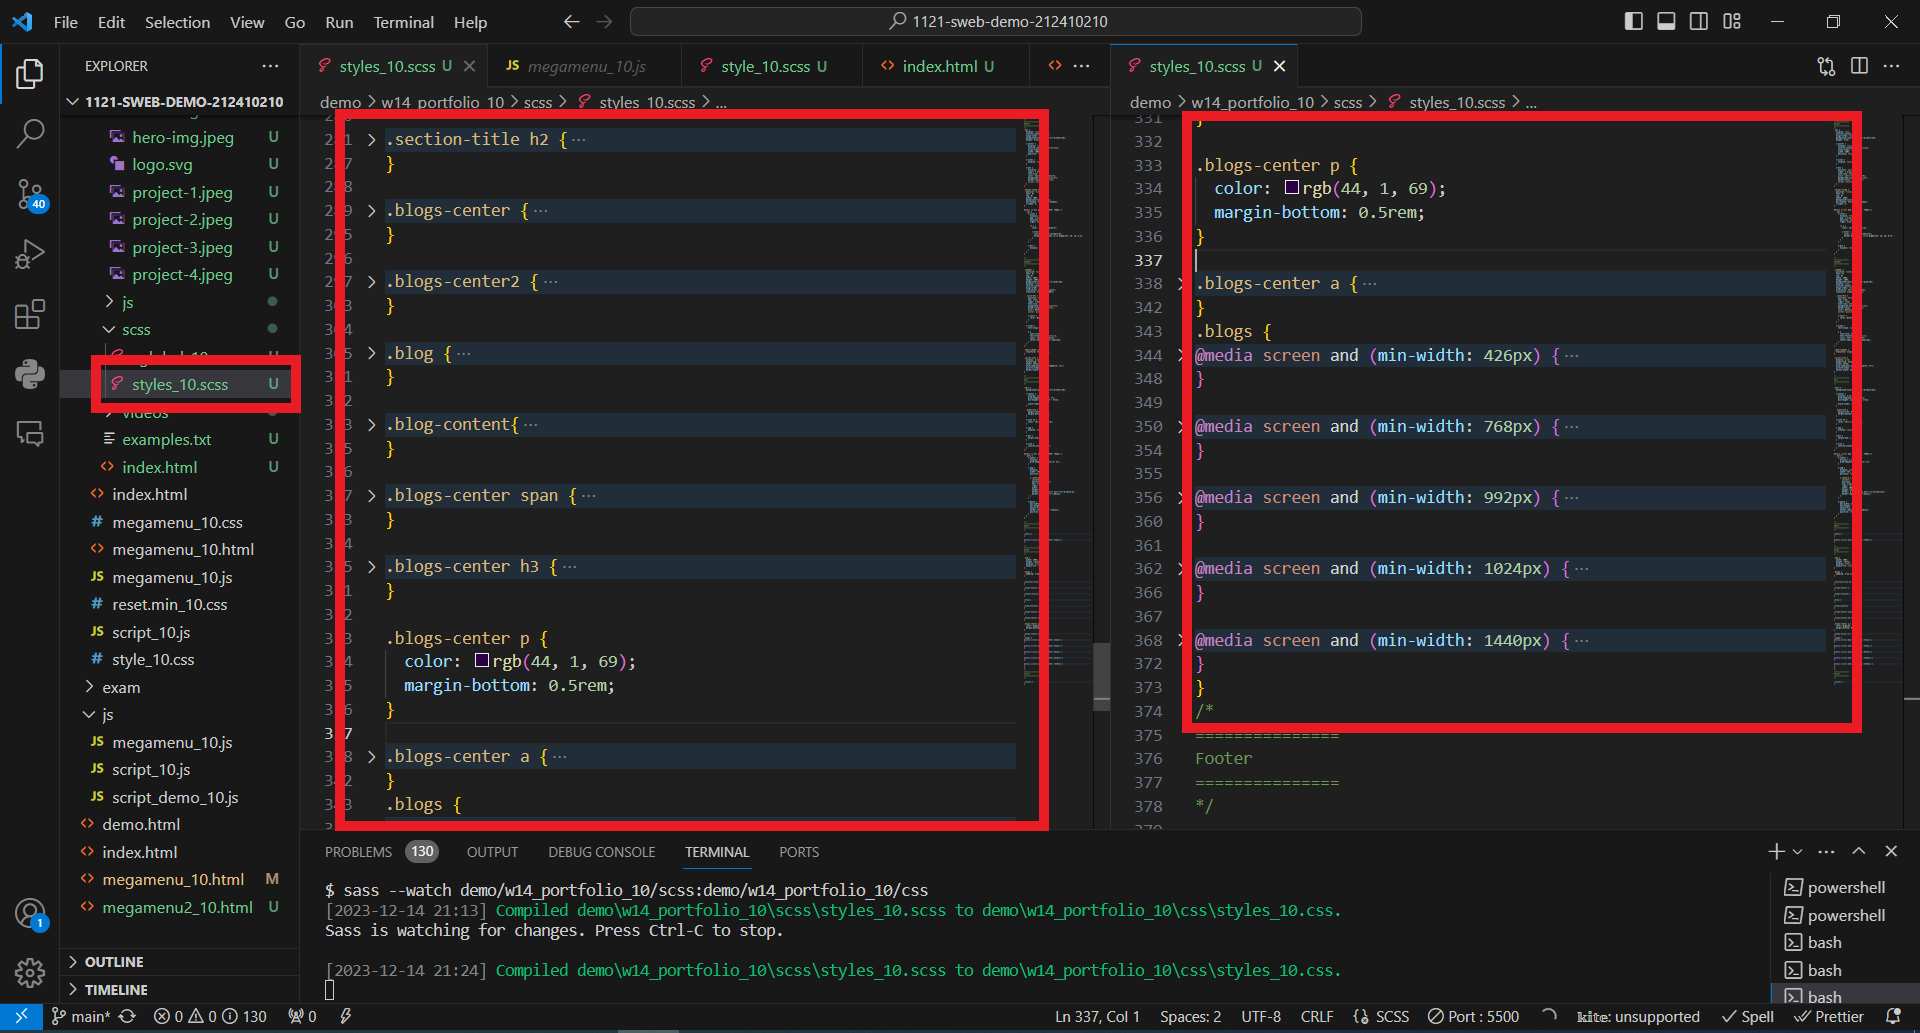 File Edit Selection View Go Run Terminal Help
1121-sweb-demo-212410210
EXPLORER
1121-SWEB-DEMO-212410210
hero-img.jpeg U
logo.svg U
project-1.jpeg U
project-2.jpeg U
project-3.jpeg U
project-4.jpeg U
js
scss
styles_10.scss U
videos
examples.txt U
index.html U
index.html
megamenu_10.css
megamenu_10.html
megamenu_10.js
reset.min_10.css
script_10.js
style_10.css
exam
js
megamenu_10.js
script_10.js
script_demo_10.js
demo.html
index.html
megamenu_10.html M
megamenu2_10.html U
OUTLINE
TIMELINE
40
1
styles_10.scss U
megamenu_10.js
style_10.scss U
index.html U
demo > w14_portfolio_10 > scss > styles_10.scss > ...
.section-title h2 {···
}
.blogs-center {···
}
.blogs-center2 {···
}
.blog {···
}
.blog-content{···
}
.blogs-center span {···
}
.blogs-center h3 {···
}
.blogs-center p {
color: rgb(44, 1, 69);
margin-bottom: 0.5rem;
}
.blogs-center a {···
}
.blogs {
styles_10.scss U
demo > w14_portfolio_10 > scss > styles_10.scss > ...
331 }
332
333 .blogs-center p {
334 color: rgb(44, 1, 69);
335 margin-bottom: 0.5rem;
336 }
337
338 .blogs-center a {···
342 }
343 .blogs {
344 @media screen and (min-width: 426px) {···
348 }
349
350 @media screen and (min-width: 768px) {···
354 }
355
356 @media screen and (min-width: 992px) {···
360 }
361
362 @media screen and (min-width: 1024px) {···
366 }
367
368 @media screen and (min-width: 1440px) {···
372 }
373 }
374 /*
375 ===============
376 Footer
377 ===============
378 */
PROBLEMS 130 OUTPUT DEBUG CONSOLE TERMINAL PORTS
$ sass --watch demo/w14_portfolio_10/scss:demo/w14_portfolio_10/css
[2023-12-14 21:13] Compiled demo\w14_portfolio_10\scss\styles_10.scss to demo\w14_portfolio_10\css\styles_10.css.
Sass is watching for changes. Press Ctrl-C to stop.
[2023-12-14 21:24] Compiled demo\w14_portfolio_10\scss\styles_10.scss to demo\w14_portfolio_10\css\styles_10.css.
powershell
powershell
bash
bash
bash
main* 0 0 130 0
Ln 337, Col 1 Spaces: 2 UTF-8 CRLF SCSS Port : 5500 kite: unsupported Spell Prettier